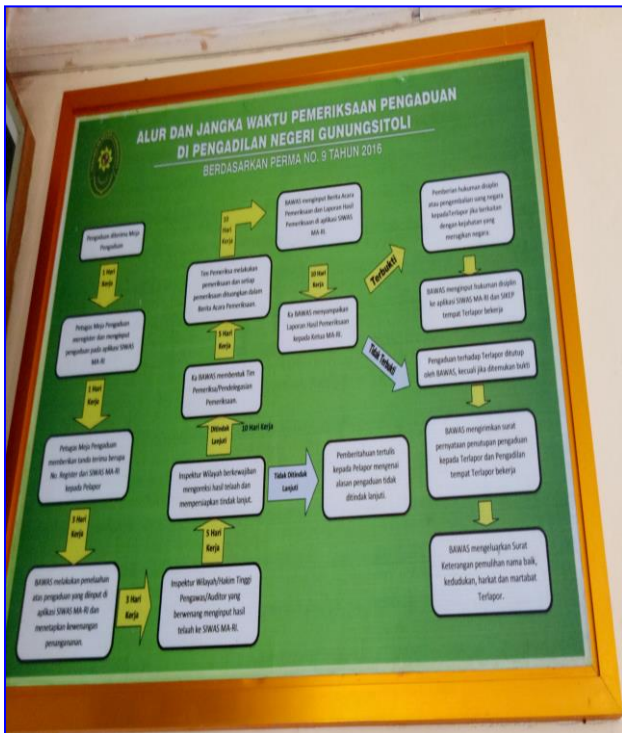 ALUR DAN JANGKA WAKTU PEMERIKSAAN PENGADUAN
DI PENGADILAN NEGERI GUNUNGSITOLI
BERDASARKAN PERMA NO. 9 TAHUN 2016
Pengaduan diterima Meja
Pengaduan
1 Hari
Kerja
Petugas Meja Pengaduan
meregister dan menginput
pengaduan pada aplikasi SIWAS
MA-RI
1 Hari
Kerja
Petugas Meja Pengaduan
memberikan tanda terima berupa
No. Register dari SIWAS MA-RI
kepada Pelapor
3 Hari
Kerja
BAWAS melakukan penelaahan
atas pengaduan yang diinput di
aplikasi SIWAS MA-RI dan
menetapkan kewenangan
penanganan.
3 Hari
Kerja
Inspektur Wilayah/Hakim Tinggi
Pengawas/Auditor yang
berwenang menginput hasil
telaah ke SIWAS MA-RI.
5 Hari
Kerja
Inspektur Wilayah berkewajiban
mengoreksi hasil telaah dan
mempersiapkan tindak lanjut.
Tidak Ditindak
Lanjuti
Pemberitahuan tertulis
kepada Pelapor mengenai
alasan pengaduan tidak
ditindak lanjuti.
Ditindak
Lanjuti
10 Hari Kerja
Ka BAWAS membentuk Tim
Pemeriksa/Pendelegasian
Pemeriksaan.
5 Hari
Kerja
Tim Pemeriksa melakukan
pemeriksaan dan setiap
pemeriksaan dituangkan dalam
Berita Acara Pemeriksaan.
10
Hari
Kerja
BAWAS menginput Berita Acara
Pemeriksaan dan Laporan Hasil
Pemeriksaan di aplikasi SIWAS
MA-RI.
10 Hari
Kerja
Ka BAWAS menyampaikan
Laporan Hasil Pemeriksaan
kepada Ketua MA-RI.
Terbukti
Pemberian hukuman disiplin
atau pengembalian uang negara
kepadaTerlapor jika berkaitan
dengan kejahatan yang
merugikan negara.
BAWAS menginput hukuman disiplin
ke aplikasi SIWAS MA-RI dan SIKEP
tempat Terlapor bekerja
Tidak Terbukti
Pengaduan terhadap Terlapor ditutup
oleh BAWAS, kecuali jika ditemukan bukti
BAWAS mengirimkan surat
pernyataan penutupan pengaduan
kepada Terlapor dan Pengadilan
tempat Terlapor bekerja
BAWAS mengeluarkan Surat
Keterangan pemulihan nama baik,
kedudukan, harkat dan martabat
Terlapor.